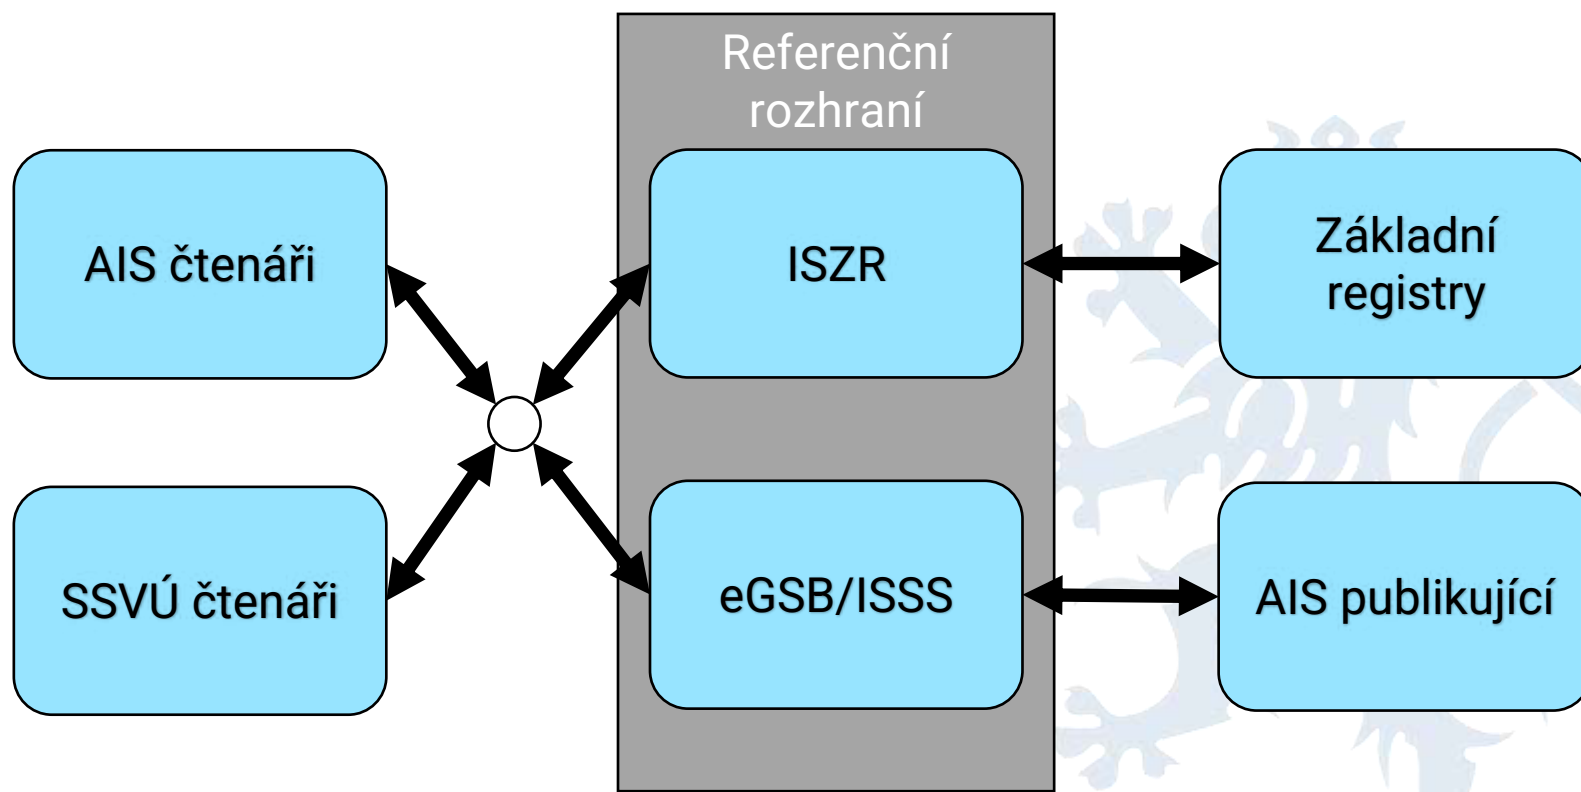 Referenční
rozhraní
AIS čtenáři
ISZR
Základní
registry
SSVÚ čtenáři
eGSB/ISSS
AIS publikující